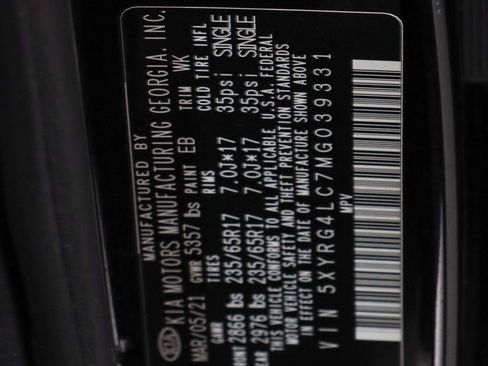 MANUFACTURED BY
KIA KIA MOTORS MANUFACTURING GEORGIA, INC.
MAR/05/21 GVWR 5357 lbs PAINT EB TRIM WK
GAWR TIRES RIMS COLD TIRE INFL
2866 lbs 235/65R17 7.0J*17 35psi SINGLE
2976 lbs 235/65R17 7.0J*17 35psi SINGLE
THIS VEHICLE CONFORMS TO ALL APPLICABLE U.S.A. FEDERAL
MOTOR VEHICLE SAFETY AND THEFT PREVENTION STANDARDS
IN EFFECT ON THE DATE OF MANUFACTURE SHOWN ABOVE
VIN 5XYRG4LC7MG039331
MPV